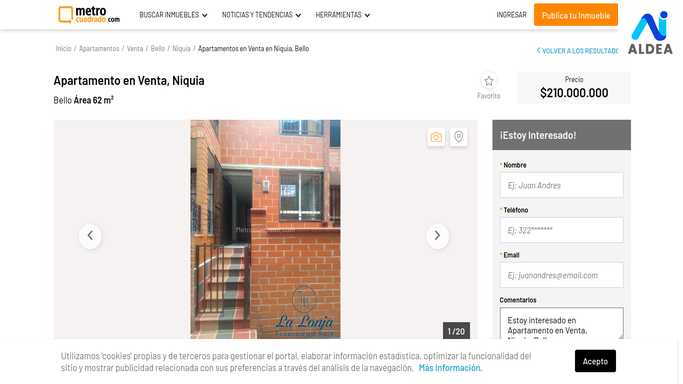 metro
cuadrado.com
BUSCAR INMUEBLES
NOTICIAS Y TENDENCIAS
HERRAMIENTAS
INGRESAR
Publica tu Inmueble
ALDEA
Inicio / Apartamentos / Venta / Bello / Niquia / Apartamentos en Venta en Niquia, Bello
VOLVER A LOS RESULTAD
Apartamento en Venta, Niquia
Bello Área 62 m²
Favorito
Precio
$210.000.000
La Lonja
1 / 20
¡Estoy Interesado!
* Nombre
Ej: Juan Andres
* Teléfono
Ej: 322*******
* Email
Ej: juanandres@email.com
Comentarios
Estoy interesado en
Apartamento en Venta,
Utilizamos 'cookies' propias y de terceros para gestionar el portal, elaborar información estadística, optimizar la funcionalidad del
sitio y mostrar publicidad relacionada con sus preferencias a través del análisis de la navegación. Más información.
Acepto